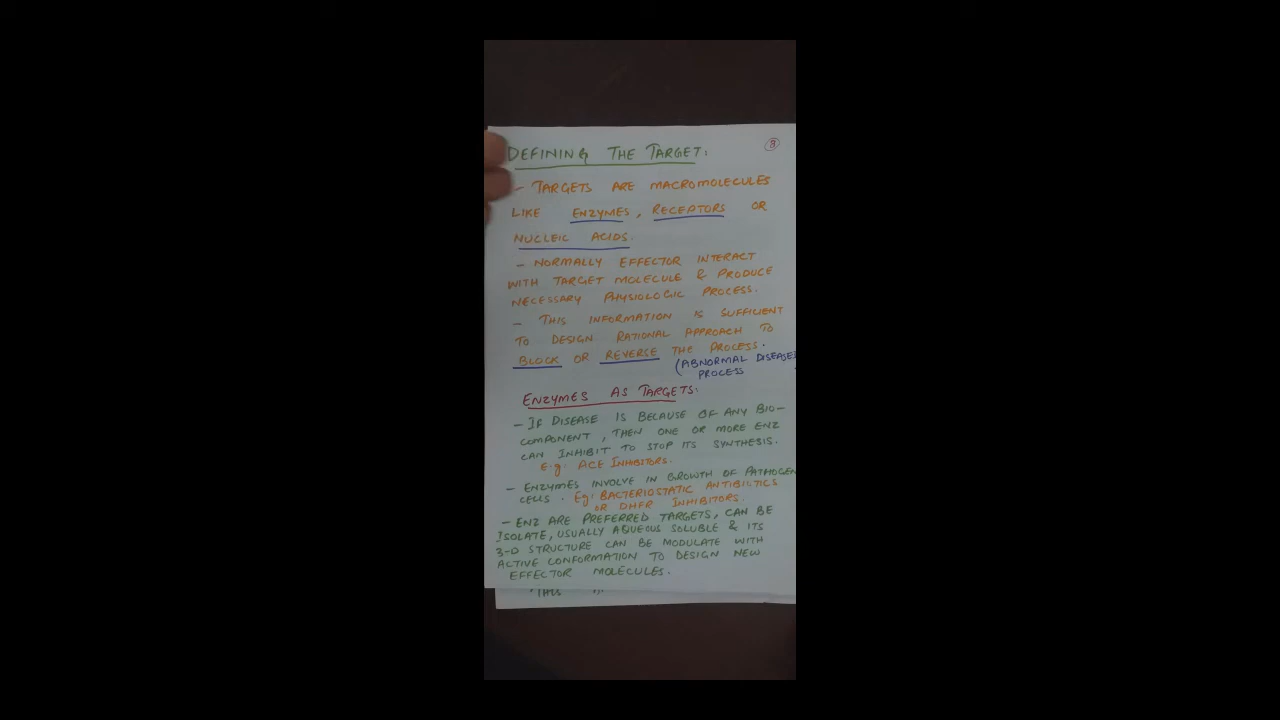 DEFINING THE TARGET:
8
- TARGETS ARE MACROMOLECULES
LIKE ENZYMES, RECEPTORS OR
NUCLEIC ACIDS.
- NORMALLY EFFECTOR INTERACT
WITH TARGET MOLECULE & PRODUCE
NECESSARY PHYSIOLOGIC PROCESS.
- THIS INFORMATION IS SUFFICIENT
TO DESIGN RATIONAL APPROACH TO
BLOCK OR REVERSE THE PROCESS.
(ABNORMAL DISEASED
PROCESS
ENZYMES AS TARGETS:
- IF DISEASE IS BECAUSE OF ANY BIO-
COMPONENT, THEN ONE OR MORE ENZ
CAN INHIBIT TO STOP ITS SYNTHESIS.
E.g: ACE INHIBITORS.
- ENZYMES INVOLVE IN GROWTH OF PATHOGEN
CELLS. Eg: BACTERIOSTATIC ANTIBIOTICS
OR DHFR INHIBITORS.
- ENZ ARE PREFERRED TARGETS, CAN BE
ISOLATE, USUALLY AQUEOUS SOLUBLE & ITS
3-D STRUCTURE CAN BE MODULATE WITH
ACTIVE CONFORMATION TO DESIGN NEW
EFFECTOR MOLECULES.